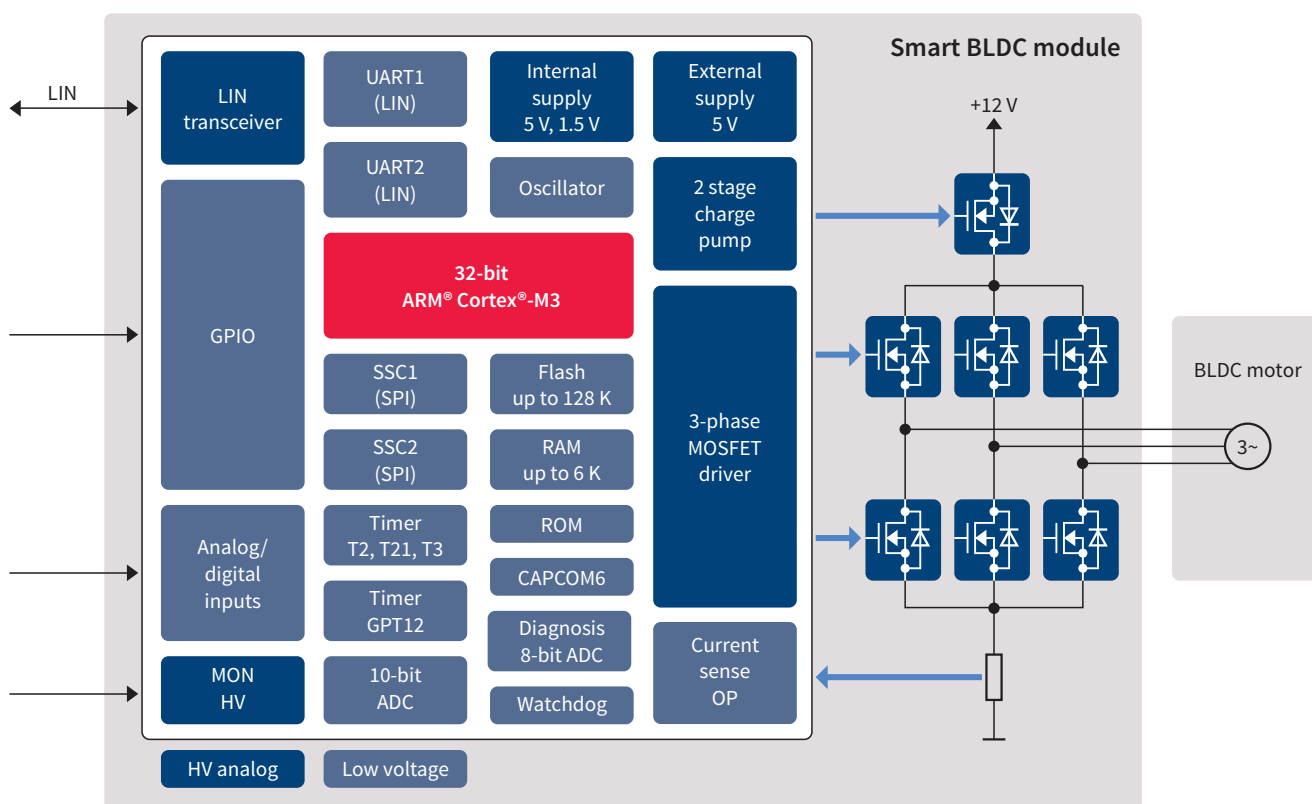 Smart BLDC module
LIN
LIN
transceiver
UART1
(LIN)
Internal
supply
5 V, 1.5 V
External
supply
5 V
+12 V
UART2
(LIN)
Oscillator
2 stage
charge
pump
GPIO
32-bit
ARM® Cortex®-M3
SSC1
(SPI)
Flash
up to 128 K
3-phase
MOSFET
driver
BLDC motor
3~
SSC2
(SPI)
RAM
up to 6 K
Analog/
digital
inputs
Timer
T2, T21, T3
ROM
CAPCOM6
Timer
GPT12
Diagnosis
8-bit ADC
Current
sense
OP
MON
HV
10-bit
ADC
Watchdog
HV analog
Low voltage